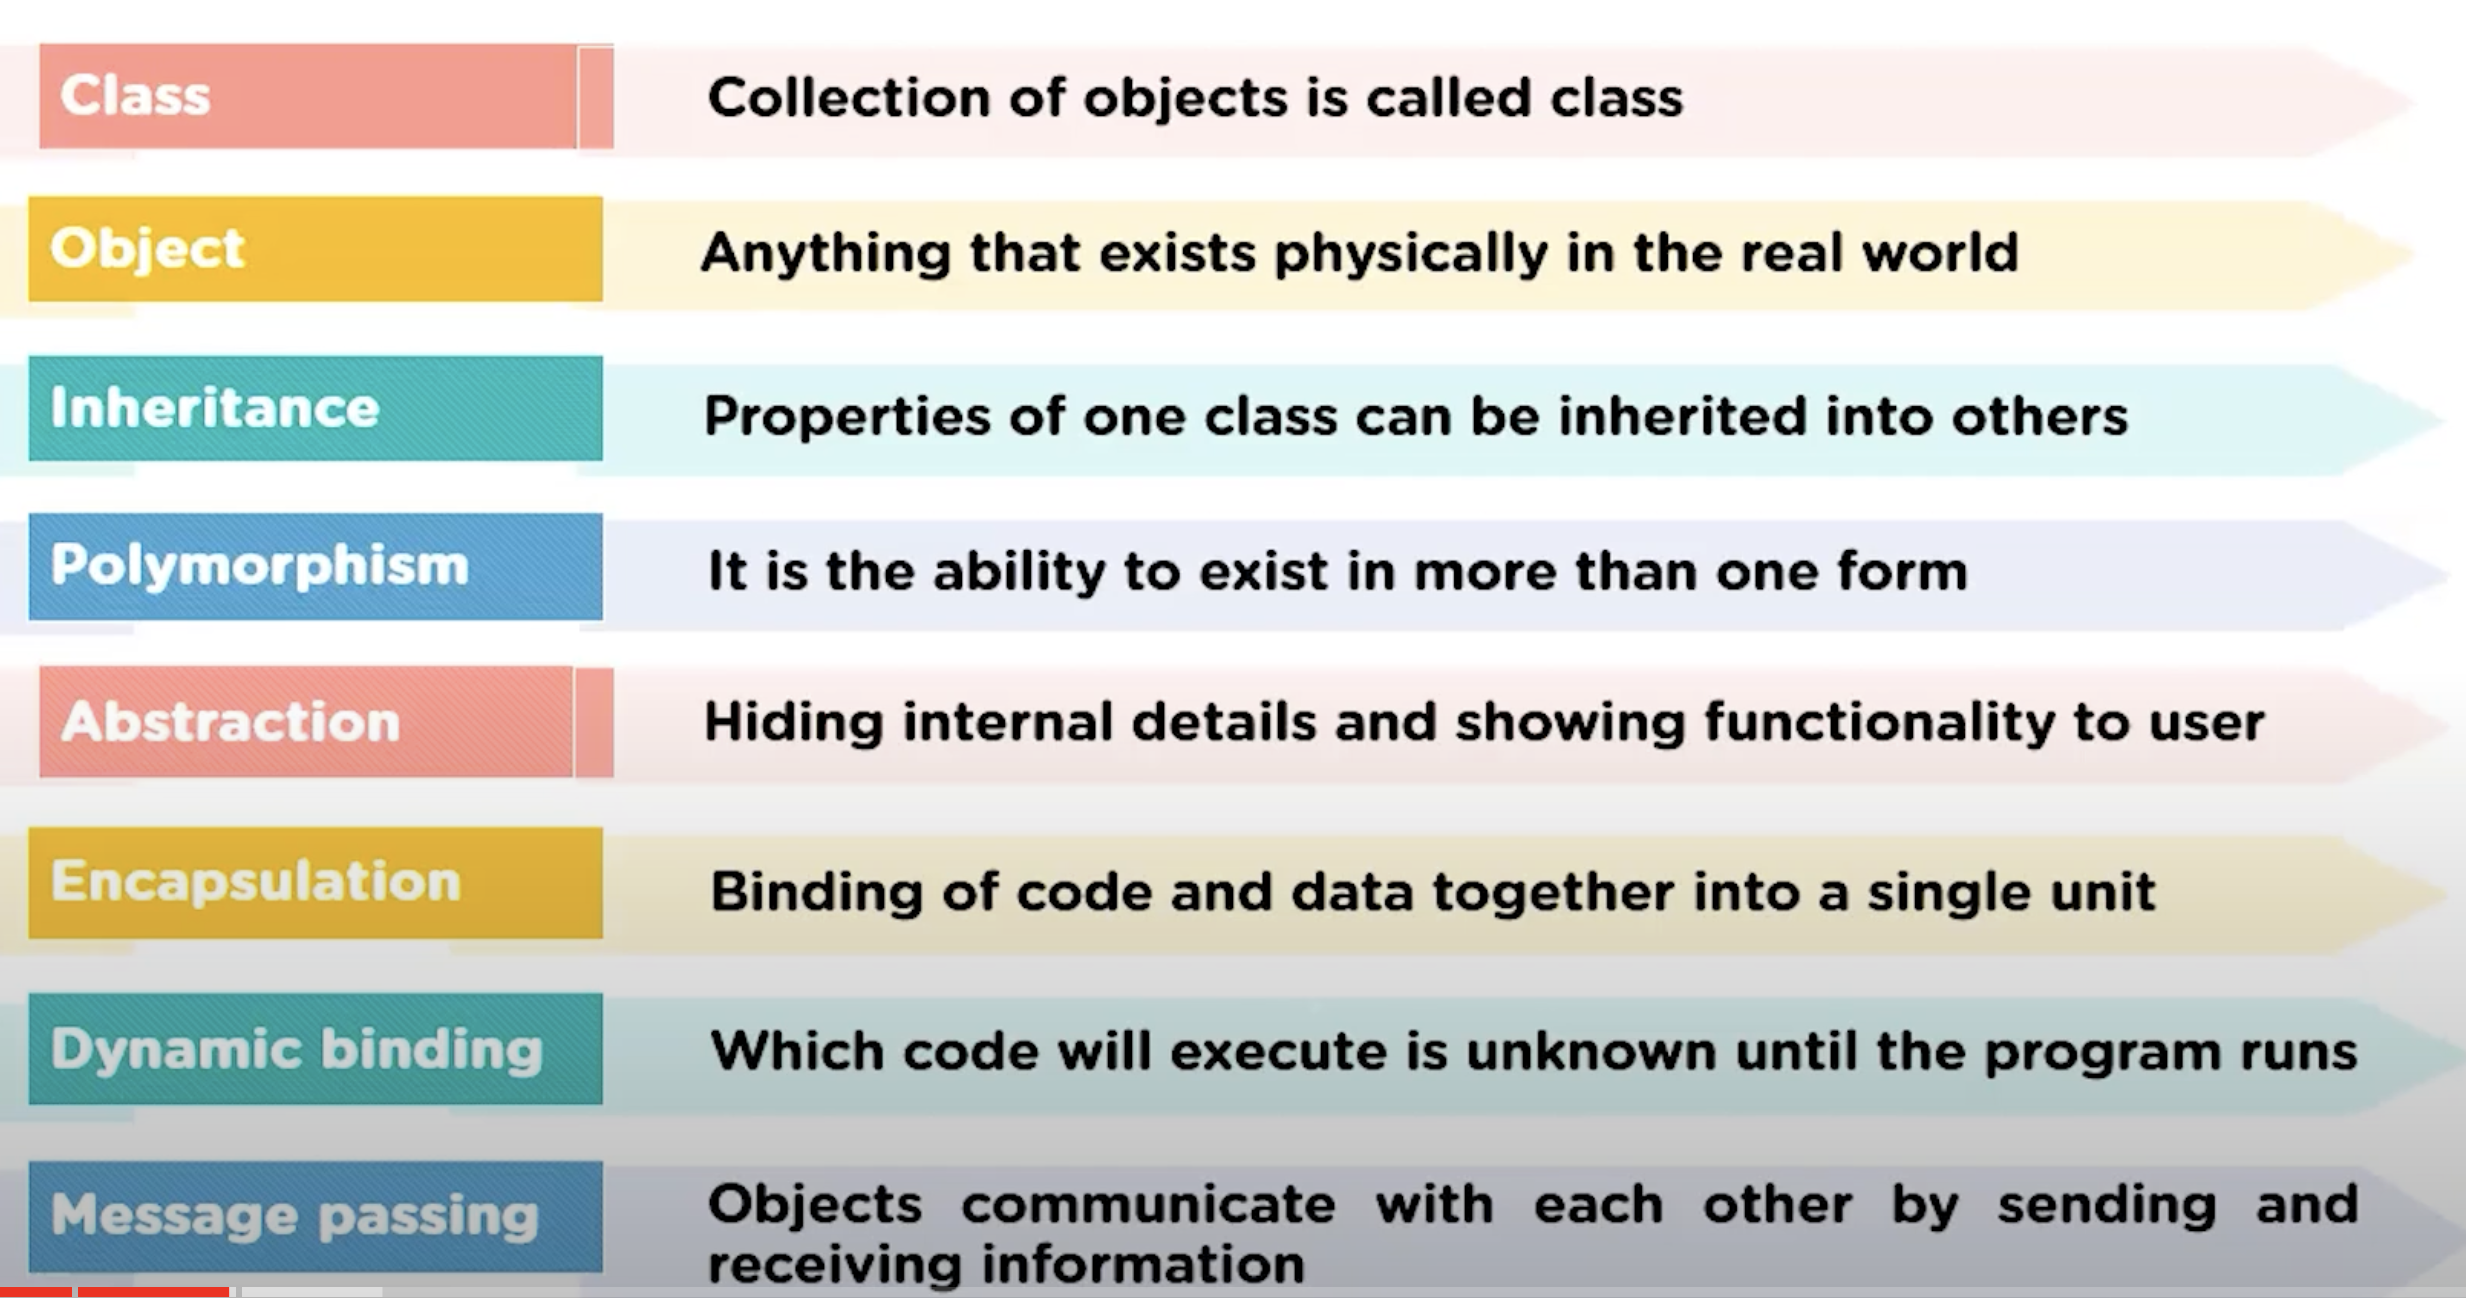 Class
Collection of objects is called class
Object
Anything that exists physically in the real world
Inheritance
Properties of one class can be inherited into others
Polymorphism
It is the ability to exist in more than one form
Abstraction
Hiding internal details and showing functionality to user
Encapsulation
Binding of code and data together into a single unit
Dynamic binding
Which code will execute is unknown until the program runs
Message passing
Objects communicate with each other by sending and
receiving information